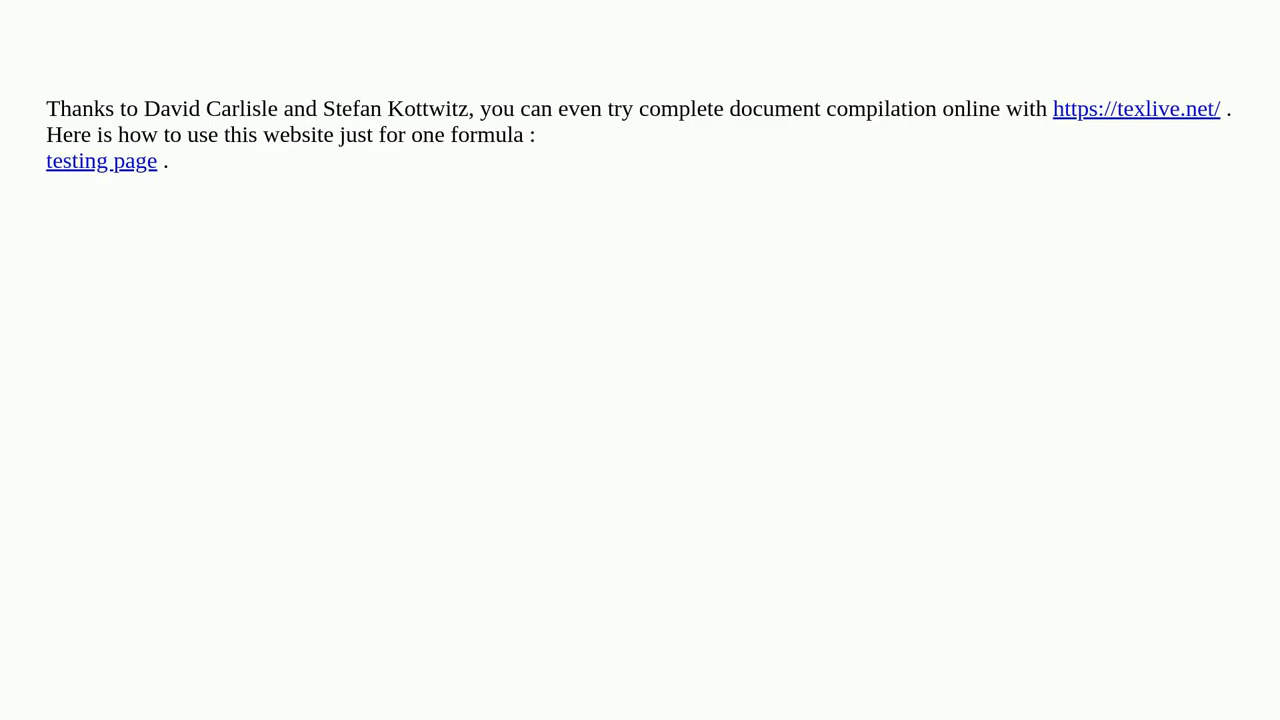 Thanks to David Carlisle and Stefan Kottwitz, you can even try complete document compilation online with https://texlive.net/ .
Here is how to use this website just for one formula :
testing page .